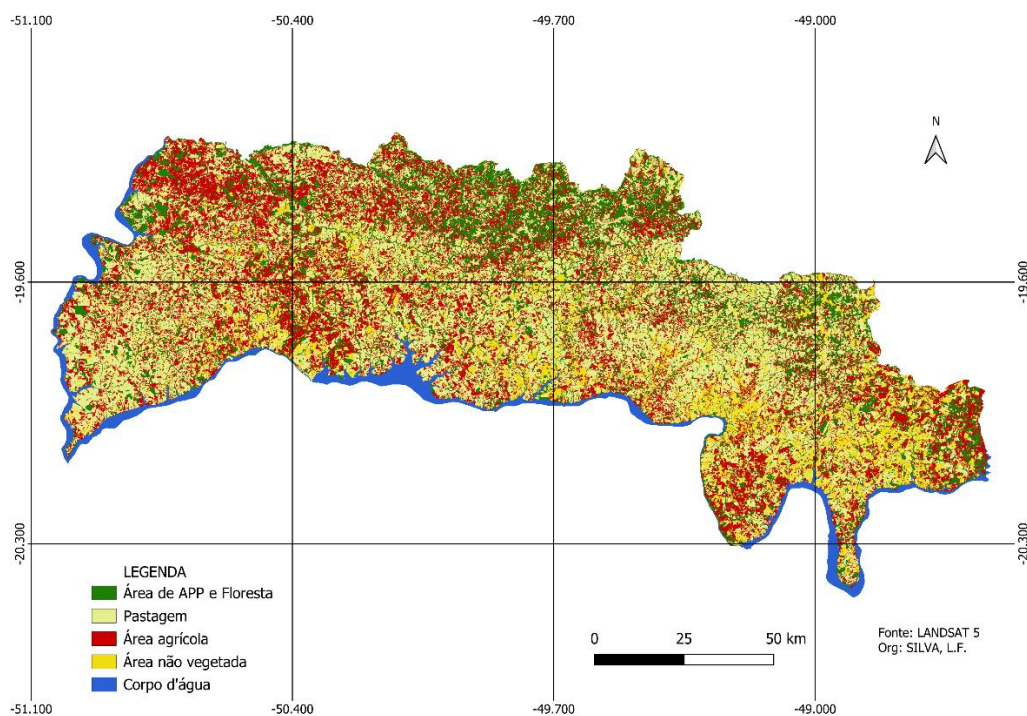 -51.100 -50.400 -49.700 -49.000
N
-19.600 -19.600
-20.300 -20.300
LEGENDA
Área de APP e Floresta
Pastagem
Área agrícola
Área não vegetada
Corpo d'água
0 25 50 km
Fonte: LANDSAT 5
Org: SILVA, L.F.
-51.100 -50.400 -49.700 -49.000